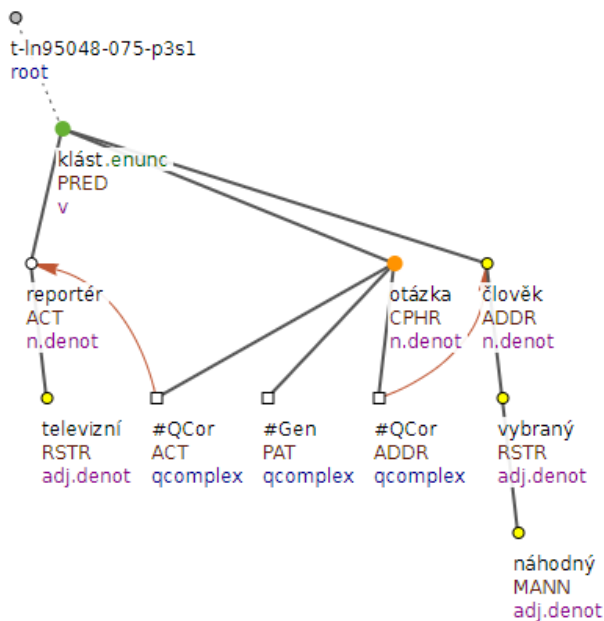 t-ln95048-075-p3s1
root
klást.enunc
PRED
v
reportér
ACT
n.denot
otázka
CPHR
n.denot
člověk
ADDR
n.denot
televizní
RSTR
adj.denot
#QCor
ACT
qcomplex
#Gen
PAT
qcomplex
#QCor
ADDR
qcomplex
vybraný
RSTR
adj.denot
náhodný
MANN
adj.denot